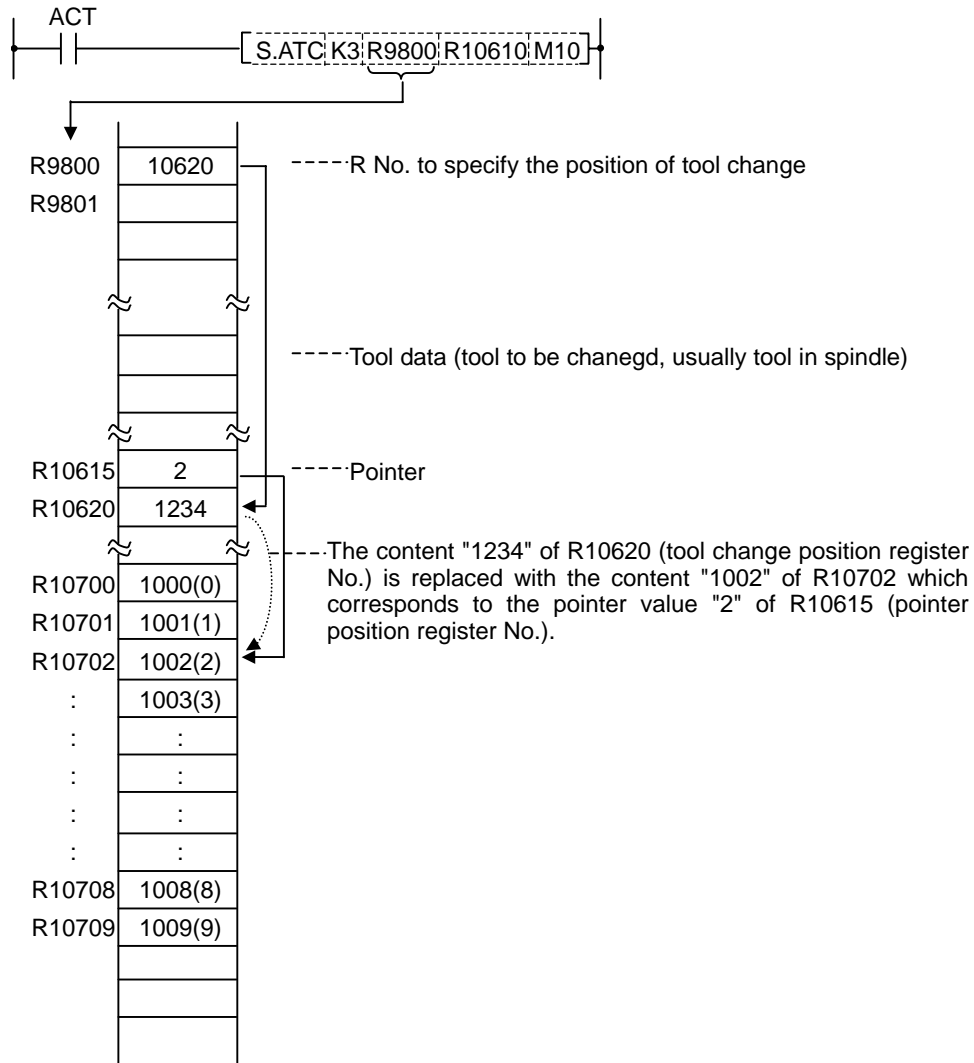 ACT
S.ATC K3 R9800 R10610 M10
R9800 10620 R No. to specify the position of tool change
R9801
Tool data (tool to be chanegd, usually tool in spindle)
R10615 2 Pointer
R10620 1234
The content "1234" of R10620 (tool change position register
No.) is replaced with the content "1002" of R10702 which
corresponds to the pointer value "2" of R10615 (pointer
position register No.).
R10700 1000(0)
R10701 1001(1)
R10702 1002(2)
: 1003(3)
: :
: :
: :
: :
R10708 1008(8)
R10709 1009(9)